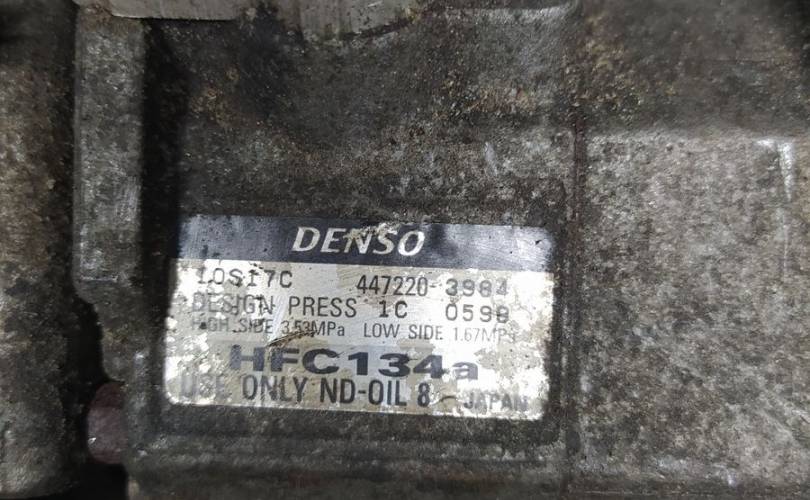 DENSO
10S17C 447220-3984
DESIGN PRESS 1C 0598
HIGH SIDE 3.53MPa LOW SIDE 1.67MPa
HFC134a
USE ONLY ND-OIL 8 JAPAN